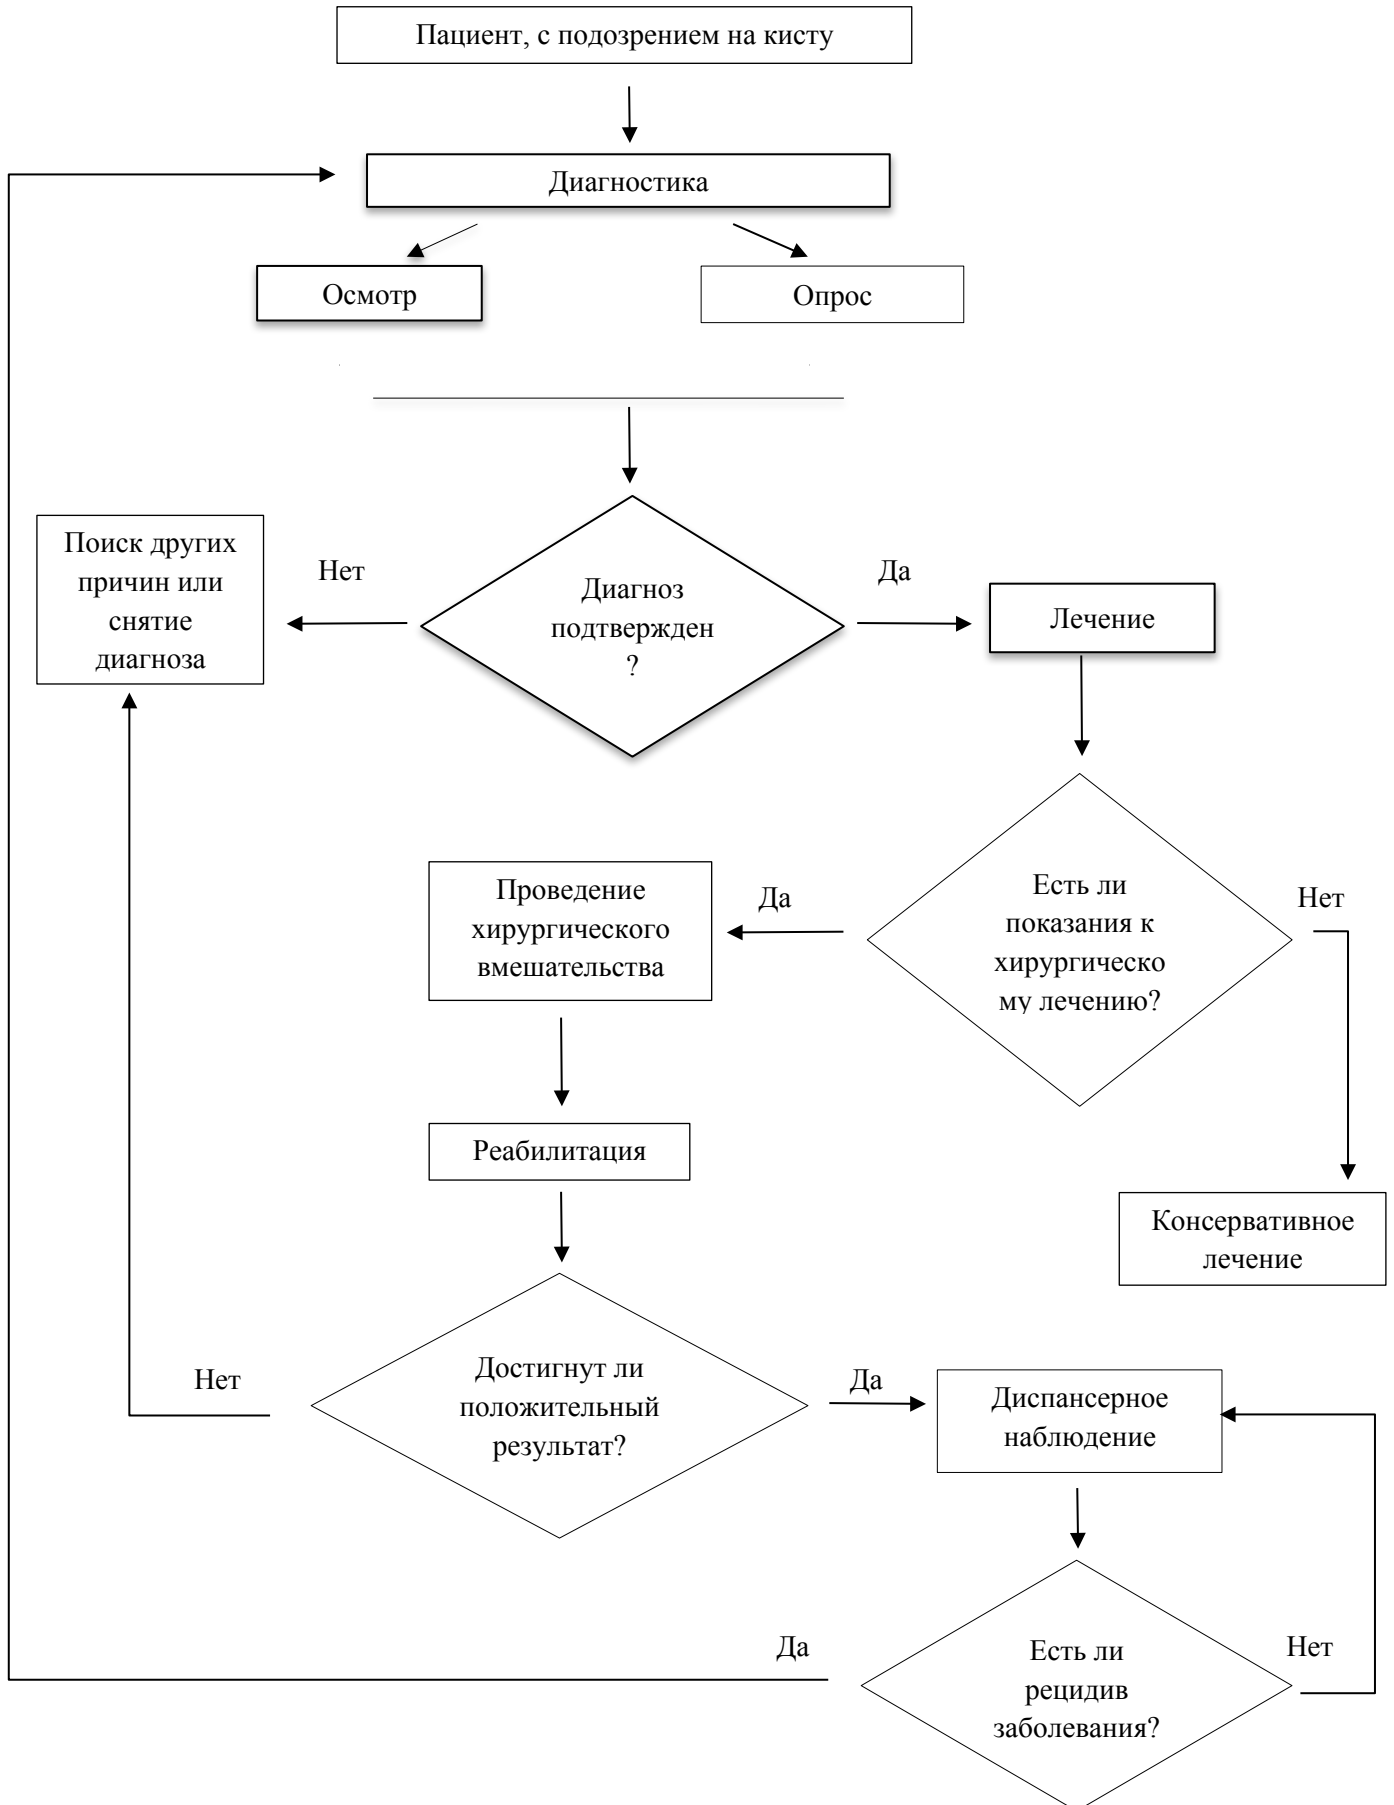 Пациент, с подозрением на кисту
Диагностика
Осмотр
Опрос
Поиск других
причин или
снятие
диагноза
Нет
Диагноз
подтвержден
?
Да
Лечение
Проведение
хирургического
вмешательства
Да
Есть ли
показания к
хирургическо
му лечению?
Нет
Реабилитация
Консервативное
лечение
Нет
Достигнут ли
положительный
результат?
Да
Диспансерное
наблюдение
Да
Есть ли
рецидив
заболевания?
Нет